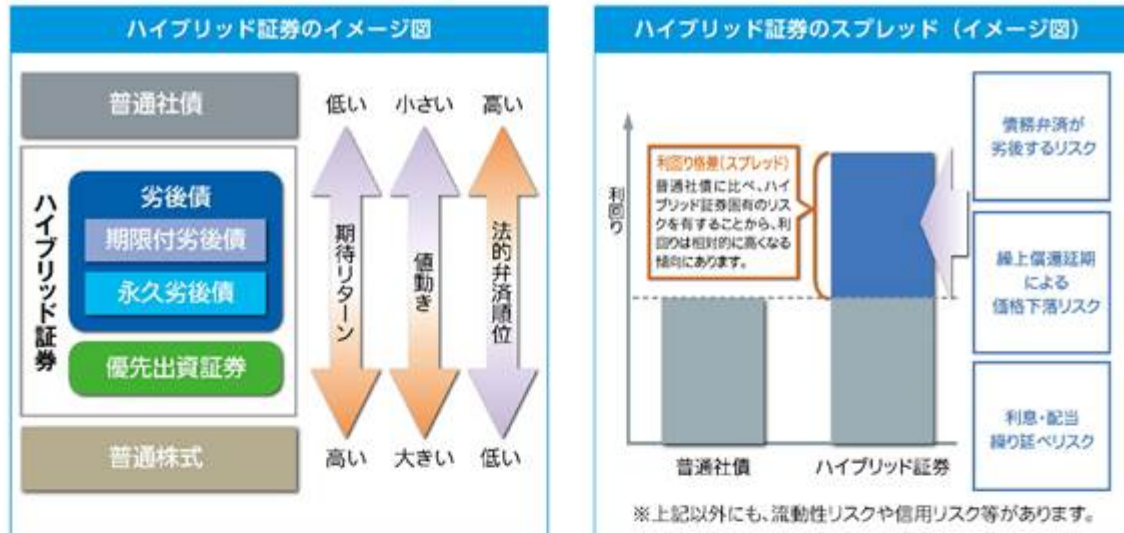 ハイブリッド証券のイメージ図
普通社債
ハイブリッド証券
劣後債
期限付劣後債
永久劣後債
優先出資証券
普通株式
低い 小さい 高い
期待リターン
値動き
法的弁済順位
高い 大きい 低い
ハイブリッド証券のスプレッド（イメージ図）
利回り
利回り格差(スプレッド)
普通社債に比べ、ハイ
ブリッド証券固有のリス
クを有することから、利
回りは相対的に高くなる
傾向にあります。
普通社債
ハイブリッド証券
債務弁済が
劣後するリスク
繰上償還延期
による
価格下落リスク
利息・配当
繰り延べリスク
※上記以外にも、流動性リスクや信用リスク等があります。